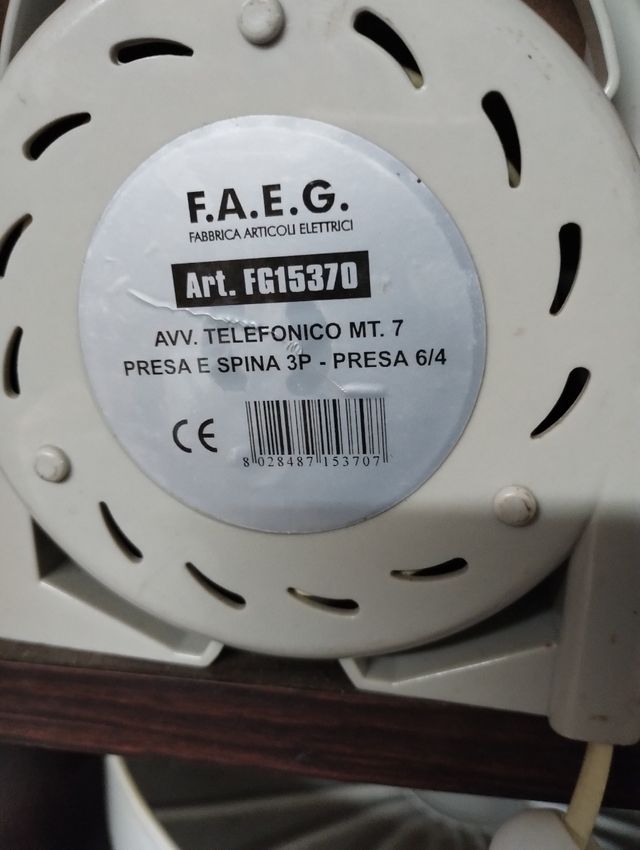 F.A.E.G.
FABBRICA ARTICOLI ELETTRICI
Art. FG15370
AVV. TELEFONICO MT. 7
PRESA E SPINA 3P - PRESA 6/4
CE
8 028487 153707